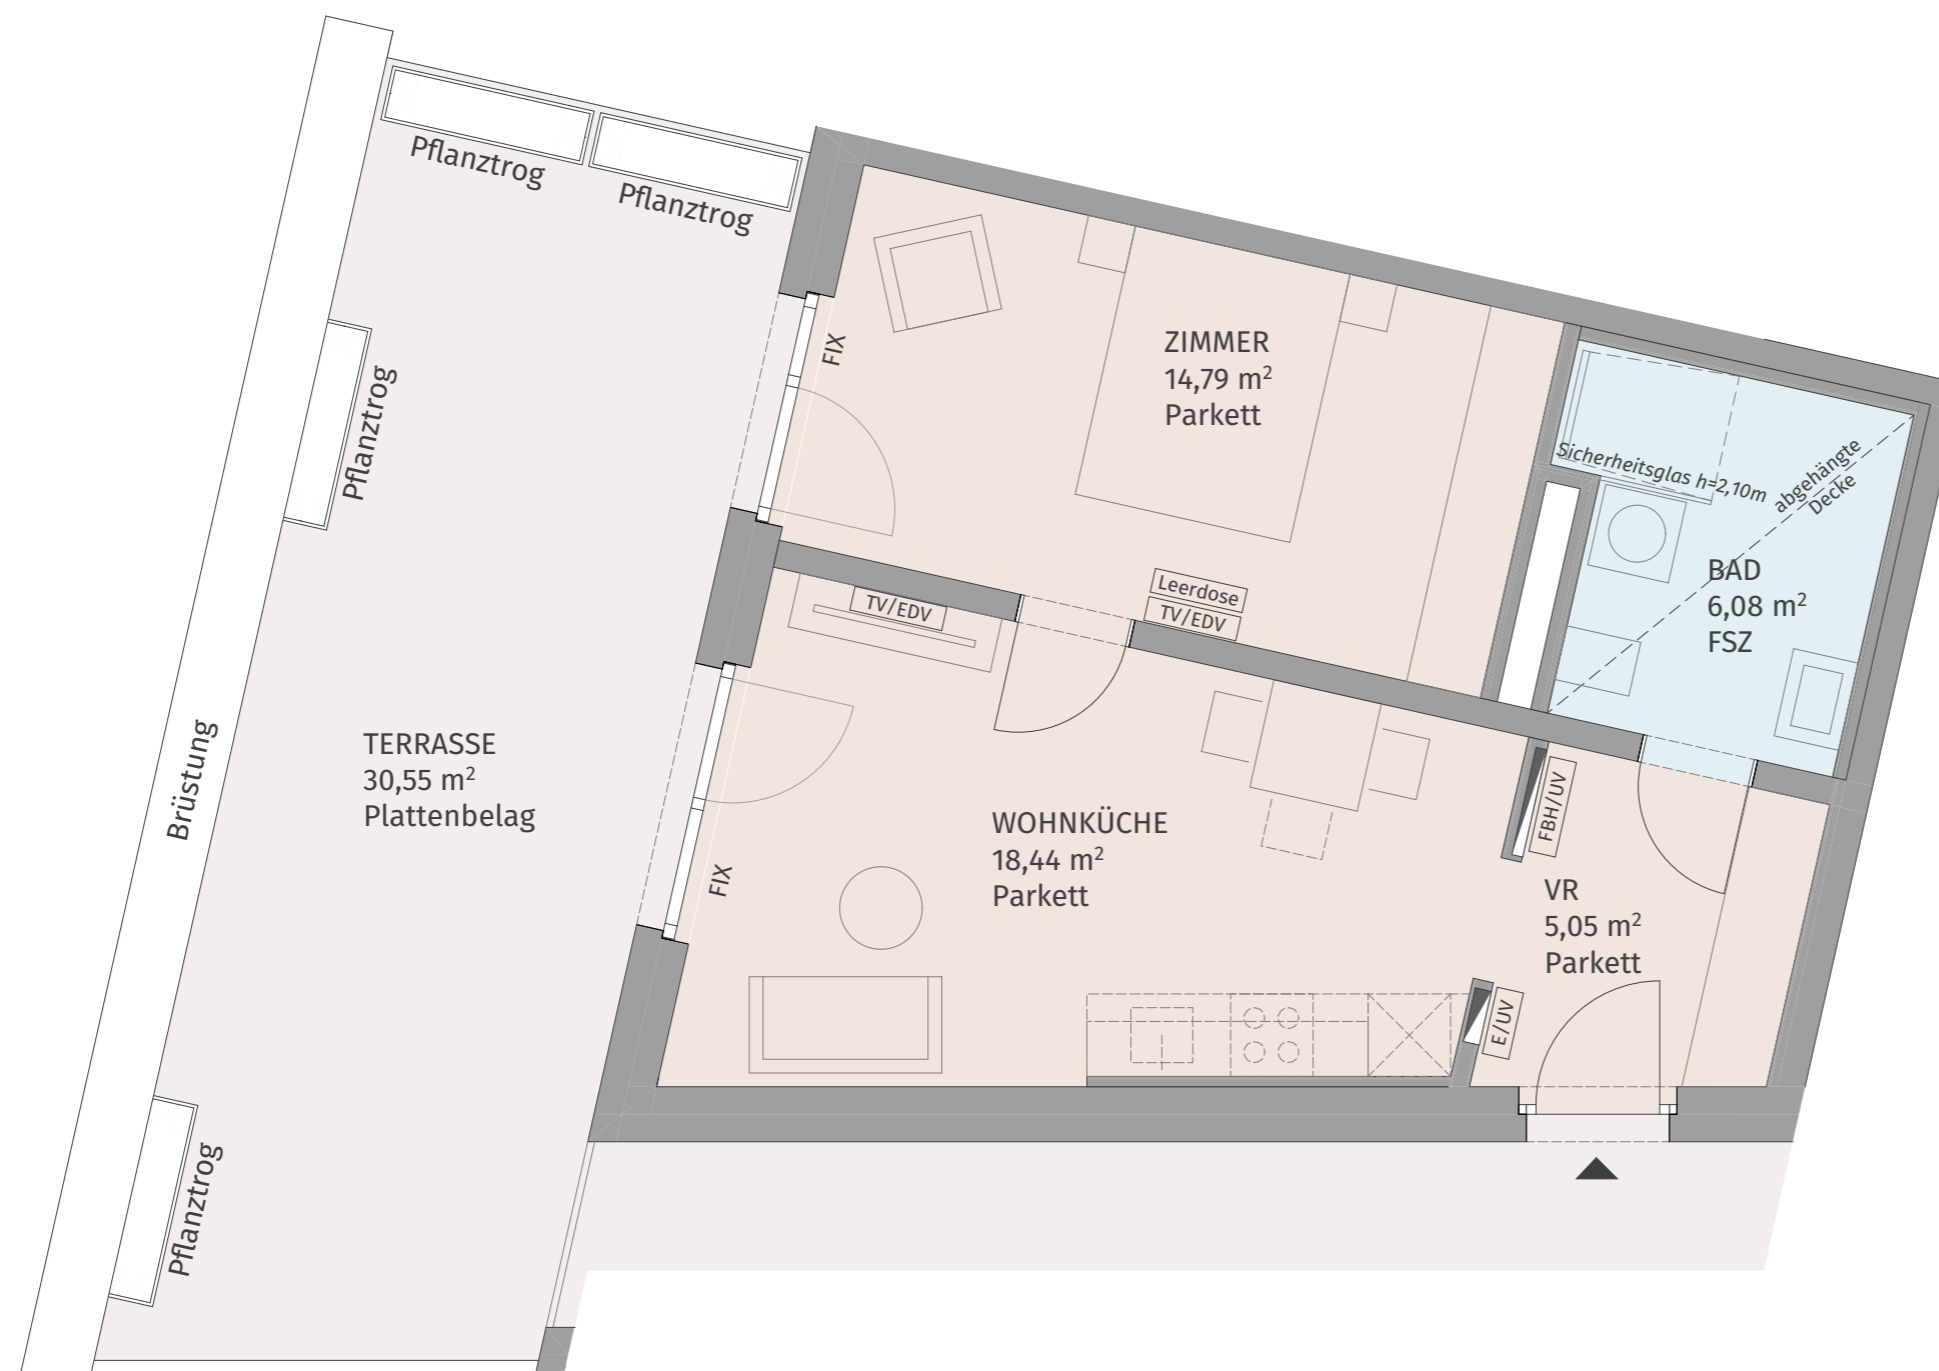 Pflanztrog
Pflanztrog
Pflanztrog
FIX
ZIMMER
14,79 m²
Parkett
Sicherheitsglas h=2,10m
abgehängte
Decke
BAD
6,08 m²
FSZ
Leerdose
TV/EDV
TV/EDV
Brüstung
TERRASSE
30,55 m²
Plattenbelag
WOHNKÜCHE
18,44 m²
Parkett
FIX
FBH/UV
VR
5,05 m²
Parkett
E/UV
Pflanztrog